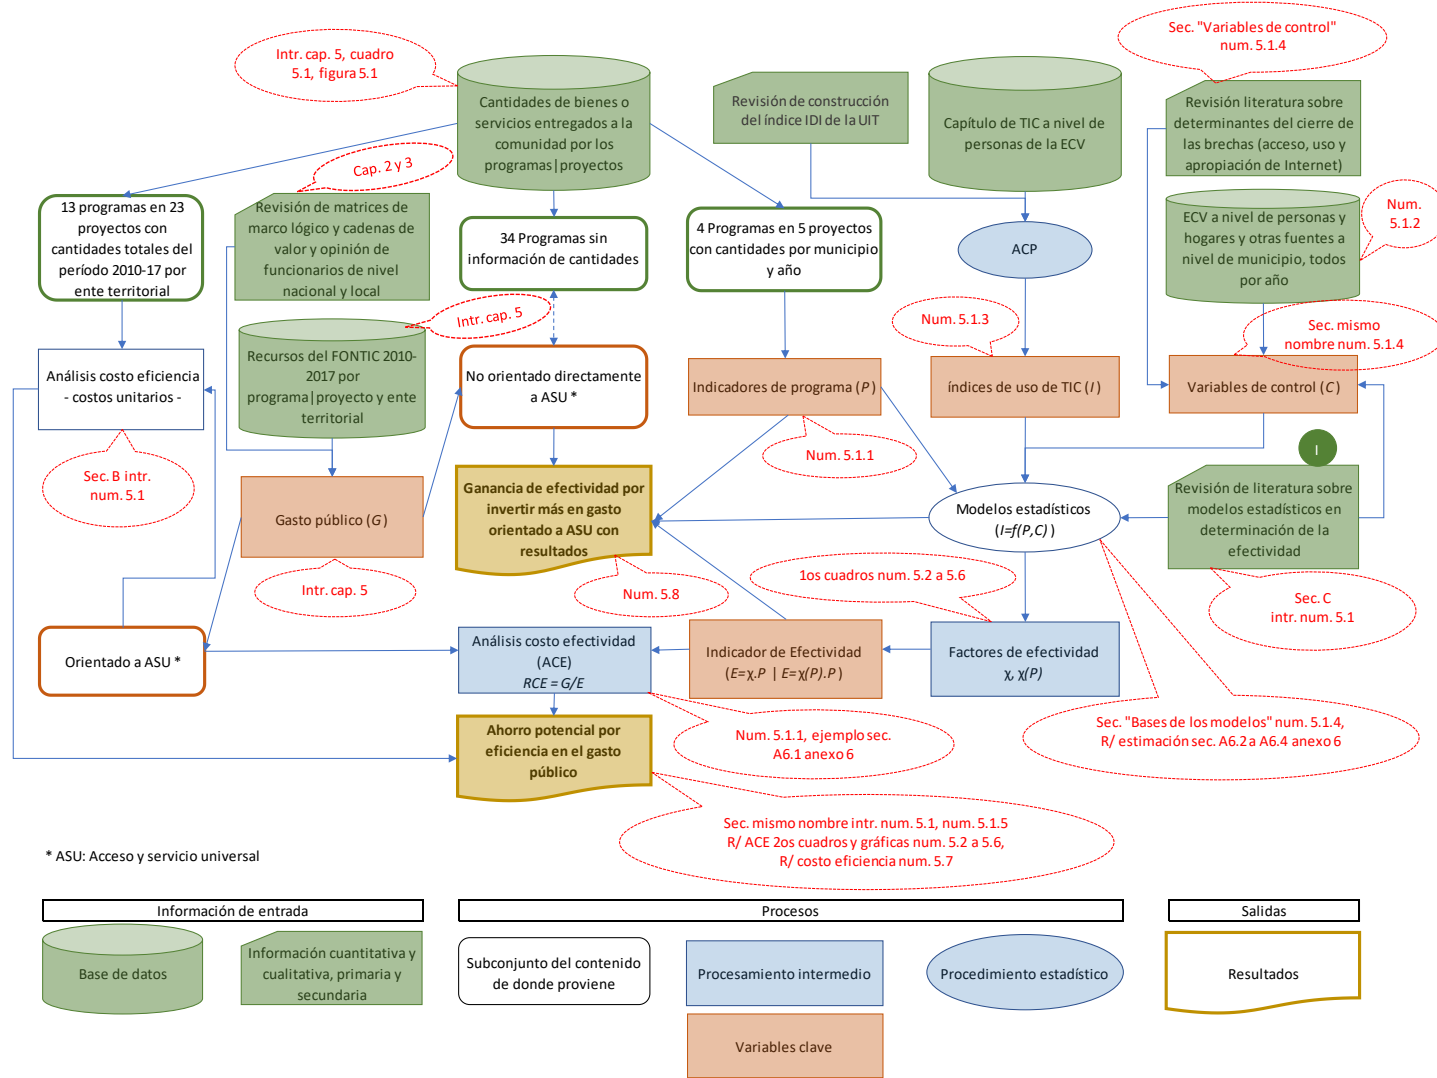 Intr. cap. 5, cuadro
5.1, figura 5.1
Cantidades de bienes o
servicios entregados a la
comunidad por los
programas|proyectos
Revisión de construcción
del índice IDI de la UIT
Capítulo de TIC a nivel de
personas de la ECV
Sec. "Variables de control"
num. 5.1.4
Revisión literatura sobre
determinantes del cierre de
las brechas (acceso, uso y
apropiación de Internet)
Cap. 2 y 3
13 programas en 23
proyectos con
cantidades totales del
período 2010-17 por
ente territorial
Revisión de matrices de
marco lógico y cadenas de
valor y opinión de
funcionarios de nivel
nacional y local
34 Programas sin
información de cantidades
4 Programas en 5 proyectos
con cantidades por municipio
y año
ACP
ECV a nivel de personas y
hogares y otras fuentes a
nivel de municipio, todos
por año
Num.
5.1.2
Intr. cap. 5
Num. 5.1.3
Sec. mismo
nombre num. 5.1.4
Análisis costo eficiencia
- costos unitarios -
Recursos del FONTIC 2010-
2017 por
programa|proyecto y ente
territorial
No orientado directamente
a ASU *
Indicadores de programa (P)
índices de uso de TIC (I)
Variables de control (C)
Sec. B intr.
num. 5.1
Num. 5.1.1
I
Gasto público (G)
Ganancia de efectividad por
invertir más en gasto
orientado a ASU con
resultados
Modelos estadísticos
(I=f(P,C) )
Revisión de literatura sobre
modelos estadísticos en
determinación de la
efectividad
Intr. cap. 5
Num. 5.8
1os cuadros num. 5.2 a 5.6
Sec. C
intr. num. 5.1
Orientado a ASU *
Análisis costo efectividad
(ACE)
RCE = G/E
Indicador de Efectividad
(E=χ.P | E=χ(P).P )
Factores de efectividad
χ, χ(P)
Ahorro potencial por
eficiencia en el gasto
público
Num. 5.1.1, ejemplo sec.
A6.1 anexo 6
Sec. "Bases de los modelos" num. 5.1.4,
R/ estimación sec. A6.2 a A6.4 anexo 6
Sec. mismo nombre intr. num. 5.1, num. 5.1.5
R/ ACE 2os cuadros y gráficas num. 5.2 a 5.6,
R/ costo eficiencia num. 5.7
* ASU: Acceso y servicio universal
Información de entrada
Procesos
Salidas
Base de datos
Información cuantitativa y
cualitativa, primaria y
secundaria
Subconjunto del contenido
de donde proviene
Procesamiento intermedio
Procedimiento estadístico
Resultados
Variables clave